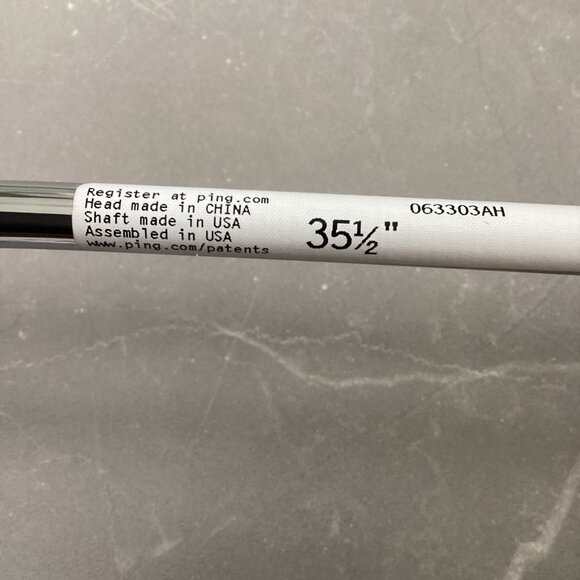 Register at ping.com
Head made in CHINA
Shaft made in USA
Assembled in USA
www.ping.com/patents
35½"
063303AH